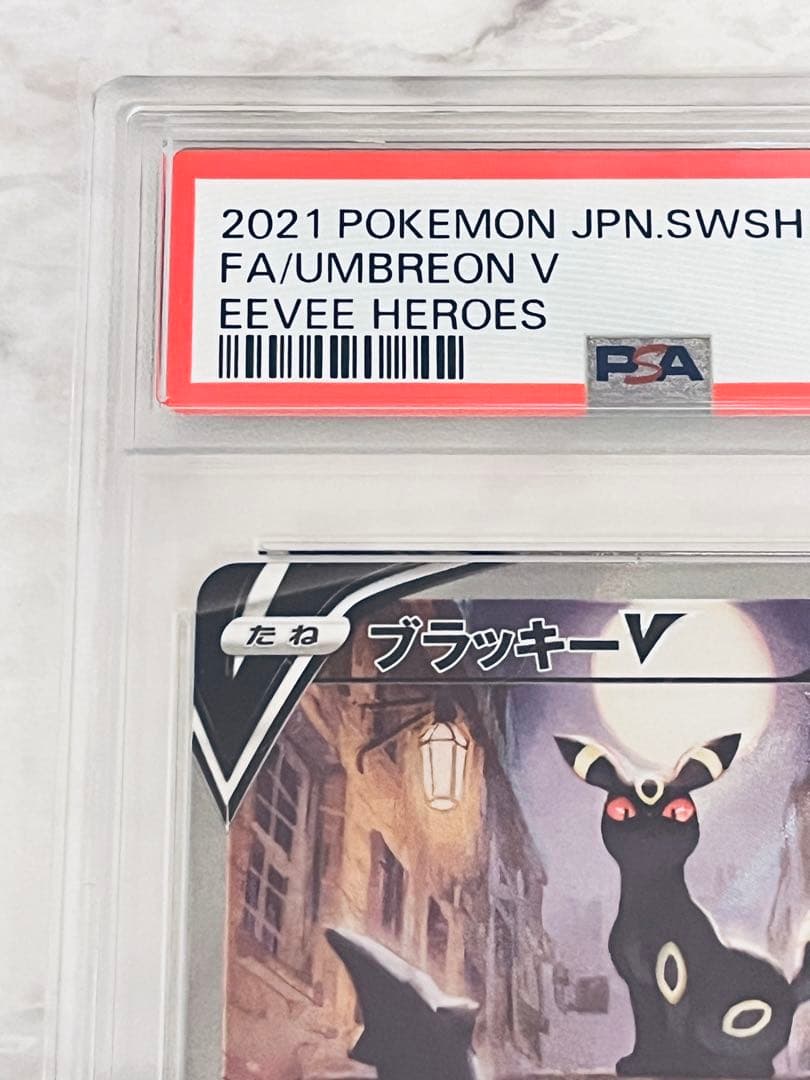 2021 POKEMON JPN.SWSH
FA/UMBREON V
EEVEE HEROES
PSA
たね ブラッキーV